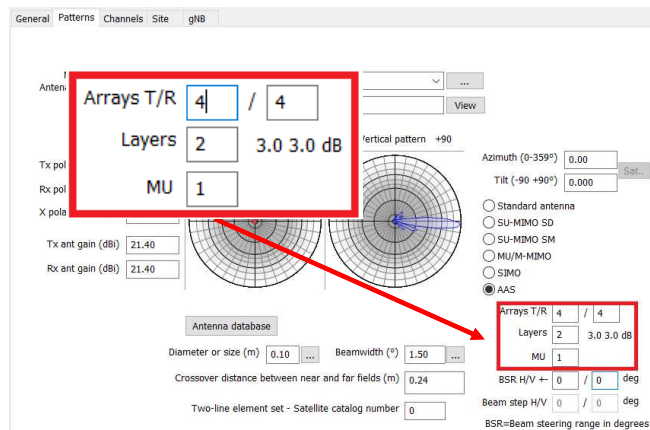 General Patterns Channels Site gNB
Anten
...
View
Arrays T/R 4 / 4
Layers 2 3.0 3.0 dB
MU 1
ertical pattern +90
Tx pol
Rx pol
X pola
Tx ant gain (dBi) 21.40
Rx ant gain (dBi) 21.40
Azimuth (0-359º) 0.00
Tilt (-90 +90º) 0.000
Sat..
Standard antenna
SU-MIMO SD
SU-MIMO SM
MU/M-MIMO
SIMO
AAS
Arrays T/R 4 / 4
Layers 2 3.0 3.0 dB
MU 1
BSR H/V +- 0 / 0 deg
Beam step H/V 0 / 0 deg
BSR=Beam steering range in degrees
Antenna database
Diameter or size (m) 0.10 ... Beamwidth (º) 1.50 ...
Crossover distance between near and far fields (m) 0.24
Two-line element set - Satellite catalog number 0